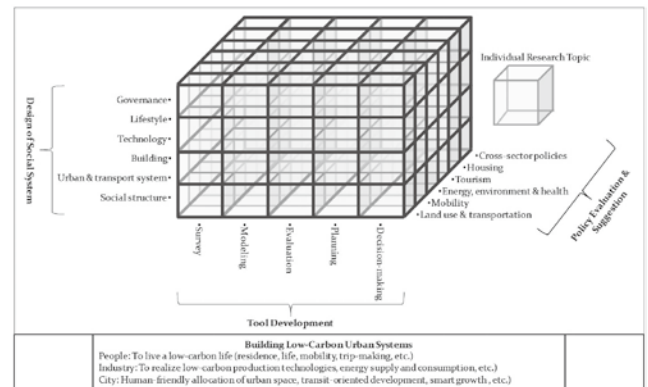 Individual Research Topic
Design of Social System
Governance•
Lifestyle•
Technology•
Building•
Urban & transport system•
Social structure•
•Cross-sector policies
•Housing
•Tourism
•Energy, environment & health
•Mobility
•Land use & transportation
Policy Evaluation &
Suggestion
•Survey
•Modeling
•Evaluation
•Planning
•Decision-making
Tool Development
Building Low-Carbon Urban Systems
People: To live a low-carbon life (residence, life, mobility, trip-making, etc.)
Industry: To realize low-carbon production technologies, energy supply and consumption, etc.)
City: Human-friendly allocation of urban space, transit-oriented development, smart growth, etc.)